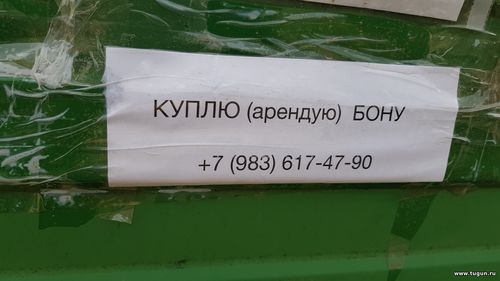 КУПЛЮ (арендую) БОНУ
+7 (983) 617-47-90
www.tugun.ru